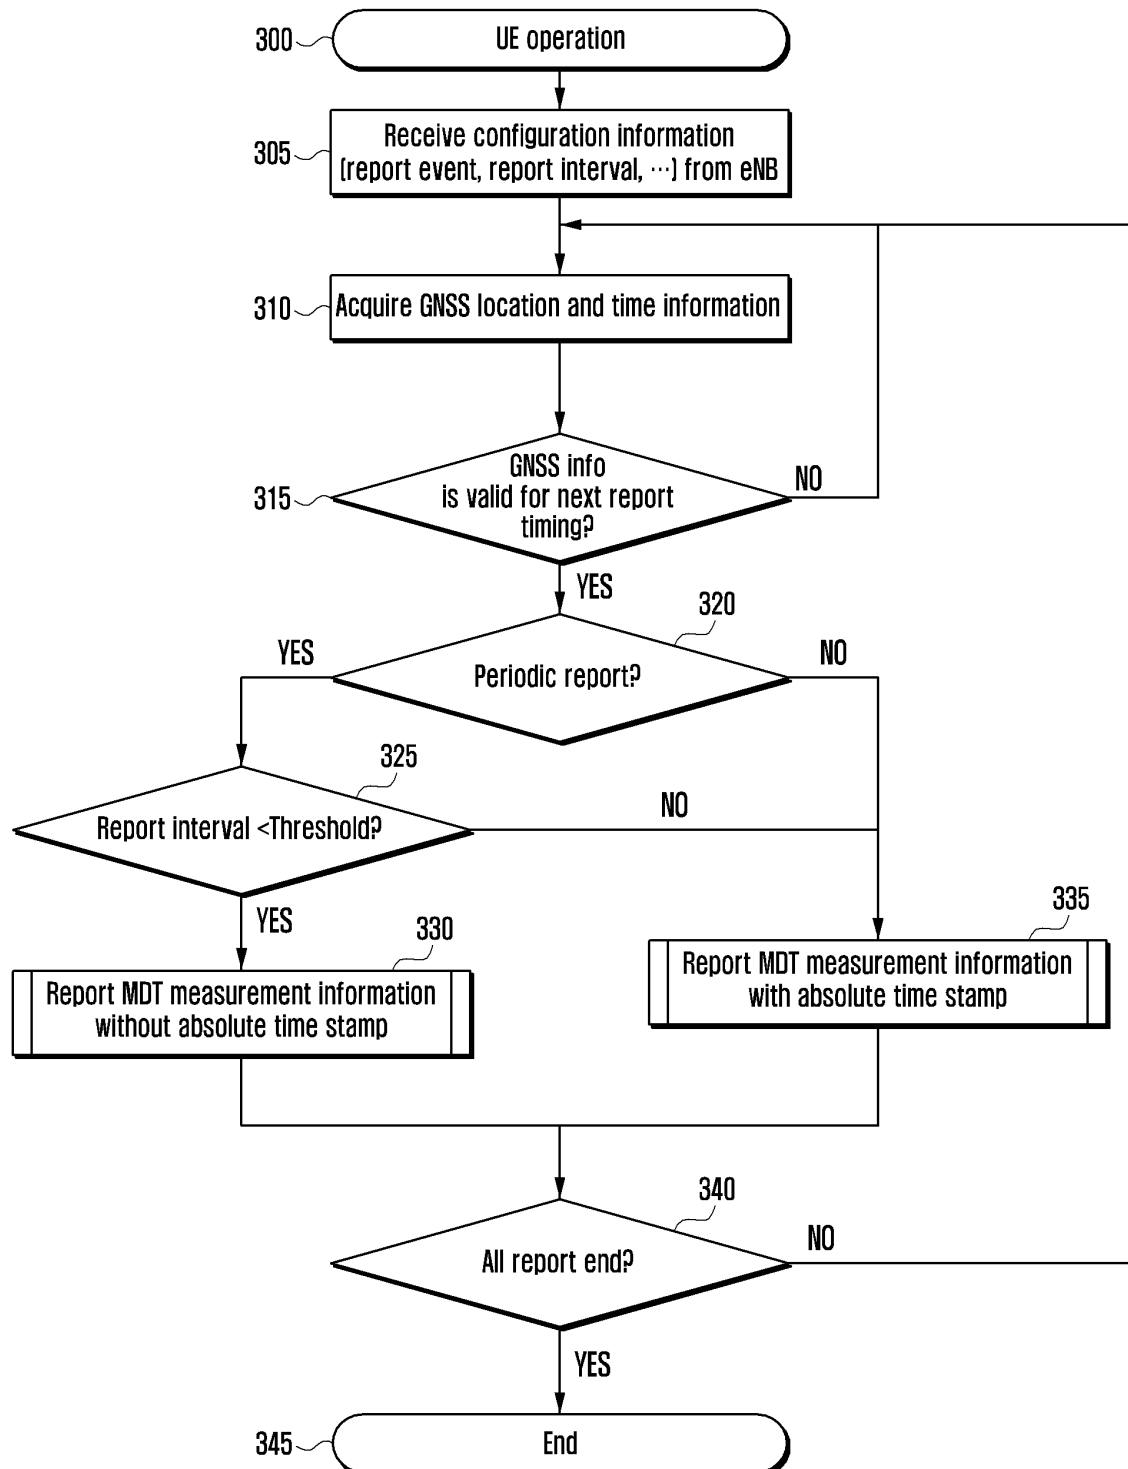 300
UE operation
305
Receive configuration information
(report event, report interval, ···) from eNB
310
Acquire GNSS location and time information
315
GNSS info
is valid for next report
timing?
NO
YES
320
Periodic report?
YES
NO
325
Report interval <Threshold?
NO
YES
330
Report MDT measurement information
without absolute time stamp
335
Report MDT measurement information
with absolute time stamp
340
All report end?
NO
YES
345
End